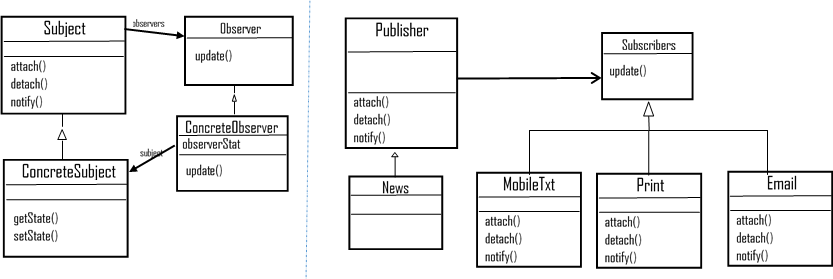 Subject
attach()
detach()
notify()
observers
Observer
update()
ConcreteObserver
observerStat
update()
subject
ConcreteSubject
getState()
setState()
Publisher
attach()
detach()
notify()
Subscribers
update()
News
MobileTxt
attach()
detach()
notify()
Print
attach()
detach()
notify()
Email
attach()
detach()
notify()